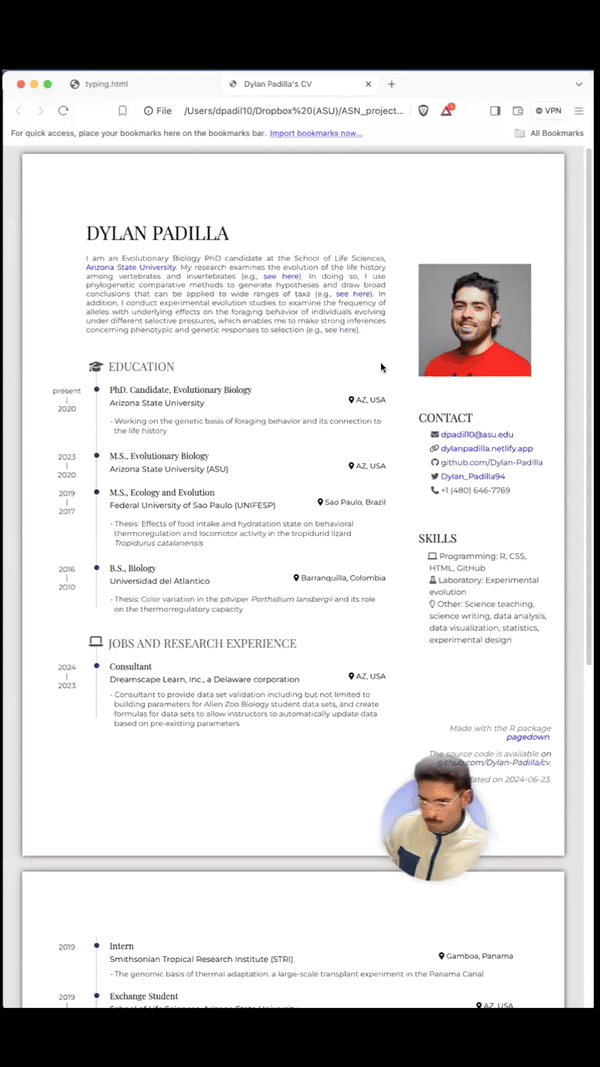 typing.html
Dylan Padilla's CV
File
/Users/dpadil10/Dropbox%20(ASU)/ASN_project...
VPN
For quick access, place your bookmarks here on the bookmarks bar. Import bookmarks now...
All Bookmarks
DYLAN PADILLA
I am an Evolutionary Biology PhD candidate at the School of Life Sciences,
Arizona State University. My research examines the evolution of the life history
among vertebrates and invertebrates (e.g., see here). In doing so, I use
phylogenetic comparative methods to generate hypotheses and draw broad
conclusions that can be applied to wide ranges of taxa (e.g., see here). In
addition, I conduct experimental evolution studies to examine the frequency of
alleles with underlying effects on the foraging behavior of individuals evolving
under different selective pressures, which enables me to make strong inferences
concerning phenotypic and genetic responses to selection (e.g., see here).
EDUCATION
present
|
2020
PhD. Candidate, Evolutionary Biology
Arizona State University
AZ, USA
- Working on the genetic basis of foraging behavior and its connection to
the life history
2023
|
2020
M.S., Evolutionary Biology
Arizona State University (ASU)
AZ, USA
2019
|
2017
M.S., Ecology and Evolution
Federal University of Sao Paulo (UNIFESP)
Sao Paulo, Brazil
- Thesis: Effects of food intake and hydratation state on behavioral
thermoregulation and locomotor activity in the tropidurid lizard
Tropidurus catalanensis
2016
|
2010
B.S., Biology
Universidad del Atlantico
Barranquilla, Colombia
- Thesis: Color variation in the pitviper Porthidium lansbergii and its role
on the thermorregulatory capacity
JOBS AND RESEARCH EXPERIENCE
2024
|
2023
Consultant
Dreamscape Learn, Inc., a Delaware corporation
AZ, USA
- Consultant to provide data set validation including but not limited to
building parameters for Alien Zoo Biology student data sets, and create
formulas for data sets to allow instructors to automatically update data
based on pre-existing parameters
CONTACT
dpadil10@asu.edu
dylanpadilla.netlify.app
github.com/Dylan-Padilla
Dylan_Padilla94
+1 (480) 646-7769
SKILLS
Programming: R, CSS,
HTML, GitHub
Laboratory: Experimental
evolution
Other: Science teaching,
science writing, data analysis,
data visualization, statistics,
experimental design
Made with the R package
pagedown.
The source code is available on
github.com/Dylan-Padilla/cv.
on 2024-06-23.
2019
Intern
Smithsonian Tropical Research Institute (STRI)
Gamboa, Panama
- The genomic basis of thermal adaptation: a large-scale transplant experiment in the Panama Canal
2019
Exchange Student
AZ, USA